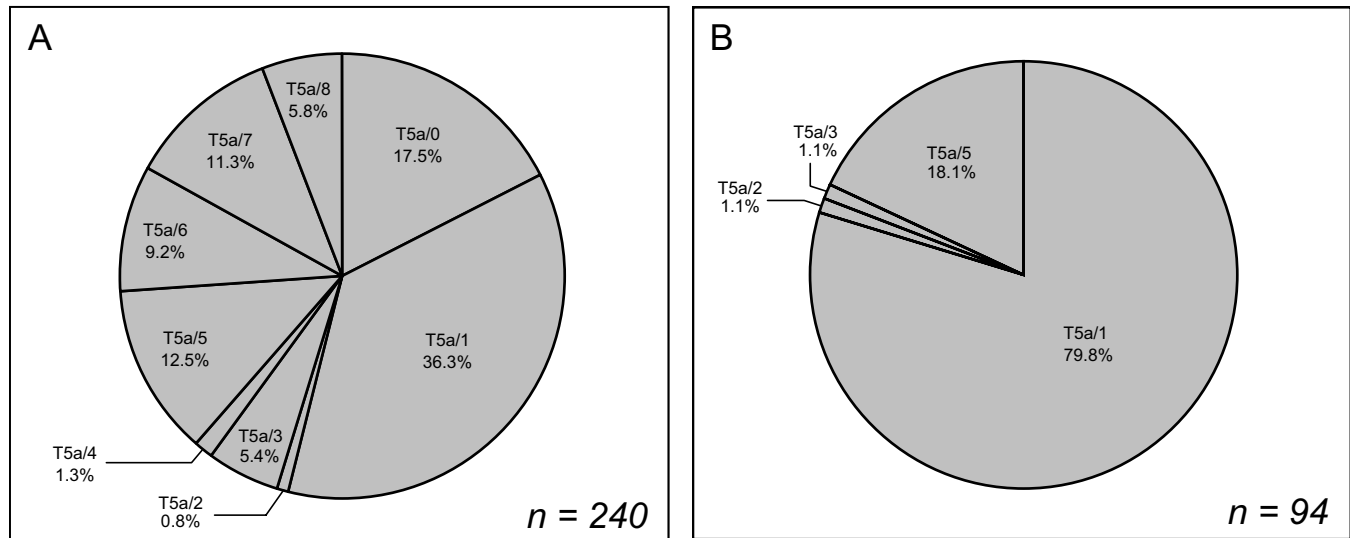 A
T5a/8
5.8%
T5a/0
17.5%
T5a/7
11.3%
T5a/6
9.2%
T5a/1
36.3%
T5a/5
12.5%
T5a/3
5.4%
T5a/4
1.3%
T5a/2
0.8%
n = 240
B
T5a/3
1.1%
T5a/5
18.1%
T5a/2
1.1%
T5a/1
79.8%
n = 94